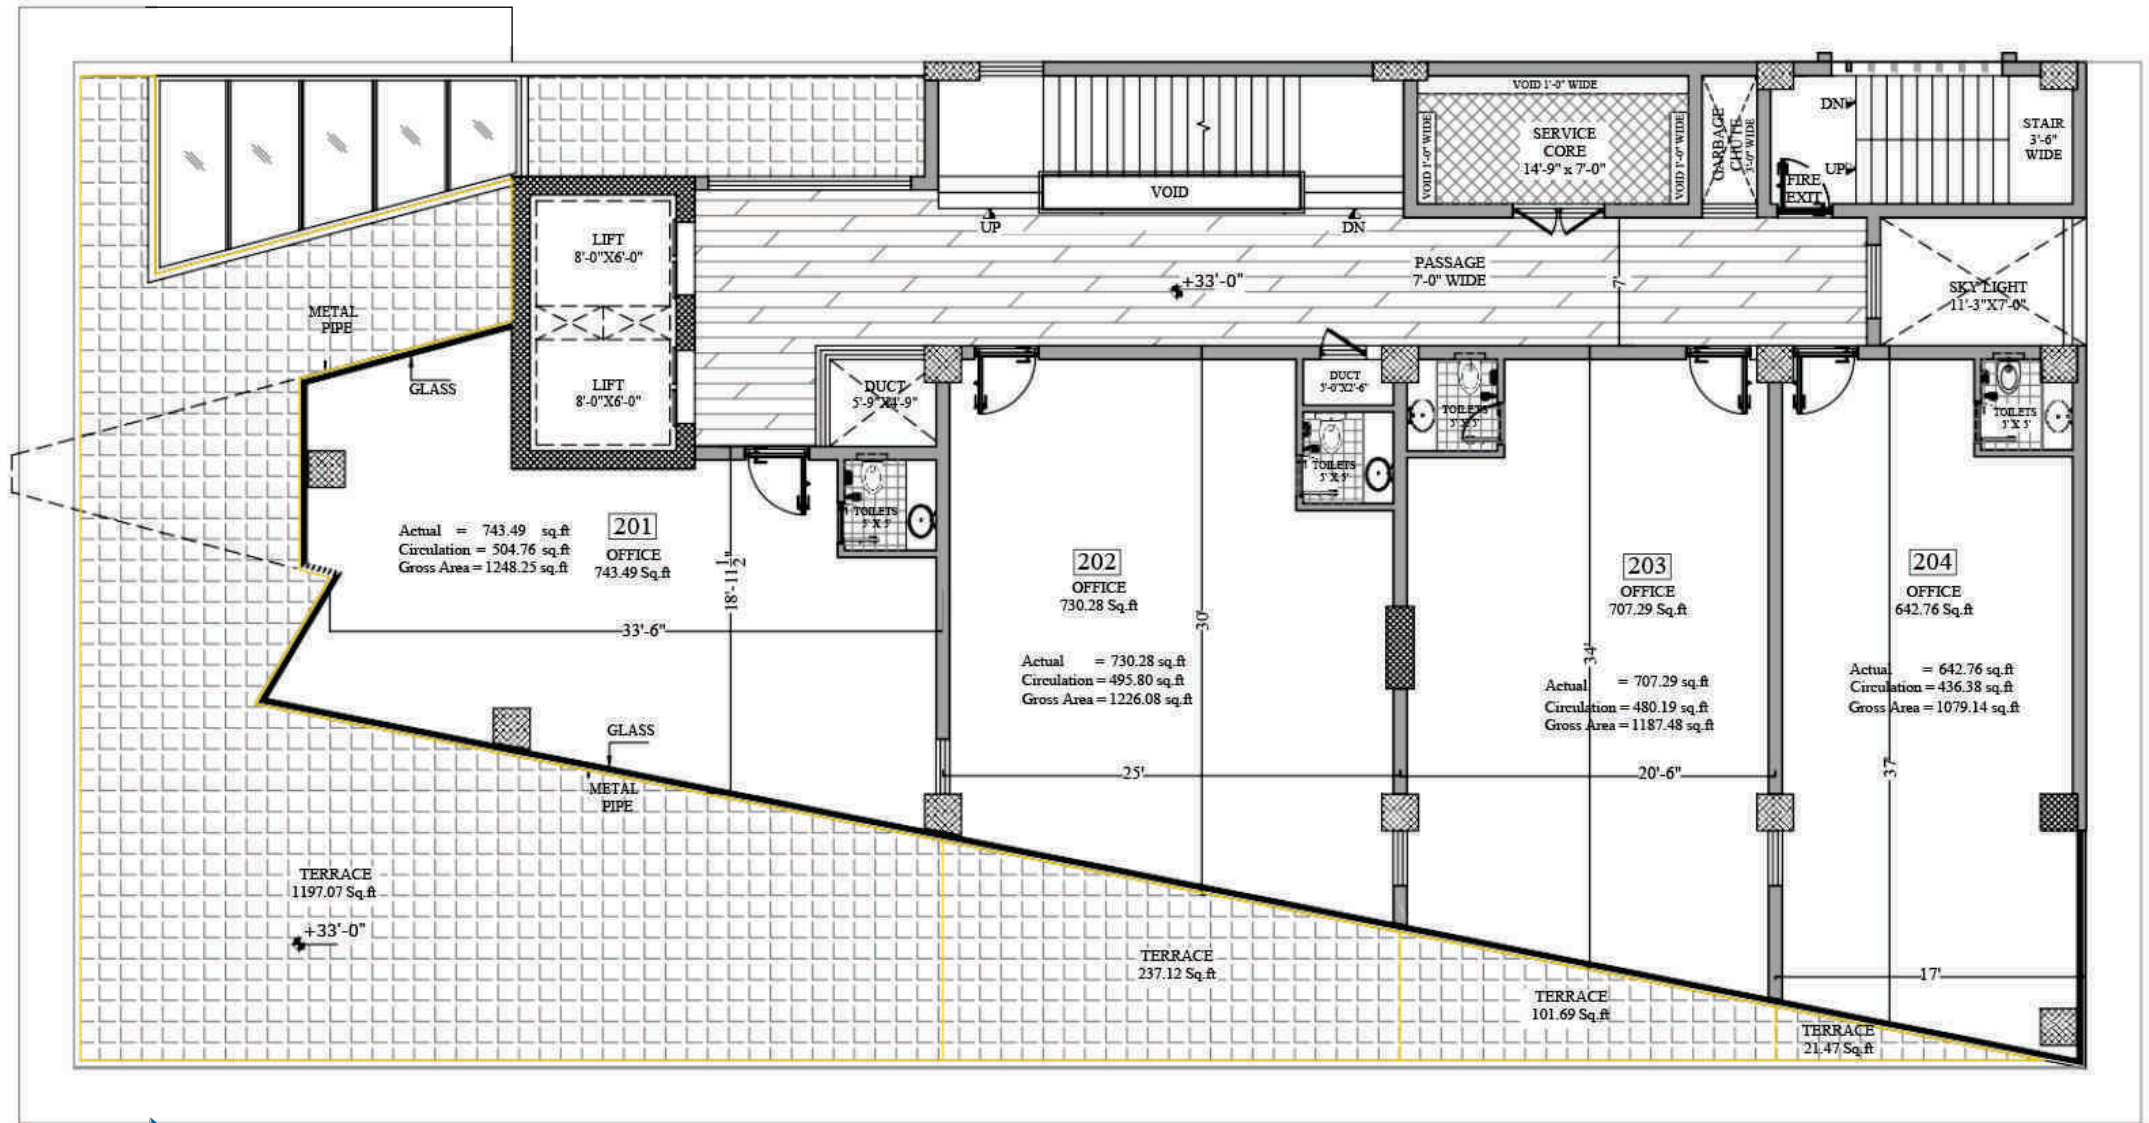 VOID 1'-0" WIDE
VOID 1'-0" WIDE
SERVICE
CORE
14'-9" x 7'-0"
VOID 1'-0" WIDE
GARBAGE
CHUTE
3'-0" WIDE
DN
UP
STAIR
3'-6"
WIDE
FIRE
EXIT
VOID
UP
DN
LIFT
8'-0"X6'-0"
PASSAGE
7'-0" WIDE
+33'-0"
7'
SKY LIGHT
11'-3"X7'-0"
METAL
PIPE
GLASS
LIFT
8'-0"X6'-0"
DUCT
5'-9"X4'-9"
DUCT
3'-0"X2'-6"
TOILETS
5' X 5'
TOILETS
5' X 5'
TOILETS
5' X 5'
TOILETS
5' X 5'
201
OFFICE
743.49 Sq.ft
Actual = 743.49 sq.ft
Circulation = 504.76 sq.ft
Gross Area = 1248.25 sq.ft
18'-11 1/2"
33'-6"
202
OFFICE
730.28 Sq.ft
30'
Actual = 730.28 sq.ft
Circulation = 495.80 sq.ft
Gross Area = 1226.08 sq.ft
25'
203
OFFICE
707.29 Sq.ft
34'
Actual = 707.29 sq.ft
Circulation = 480.19 sq.ft
Gross Area = 1187.48 sq.ft
20'-6"
204
OFFICE
642.76 Sq.ft
Actual = 642.76 sq.ft
Circulation = 436.38 sq.ft
Gross Area = 1079.14 sq.ft
37'
17'
GLASS
METAL
PIPE
TERRACE
1197.07 Sq.ft
+33'-0"
TERRACE
237.12 Sq.ft
TERRACE
101.69 Sq.ft
TERRACE
21.47 Sq.ft